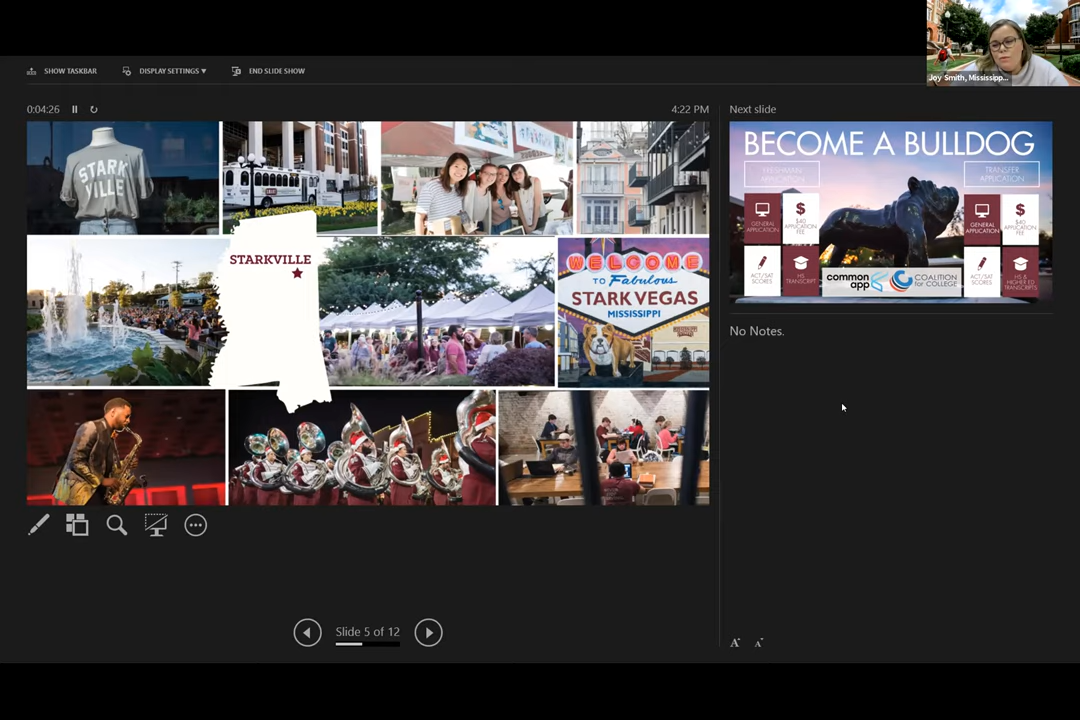 Joy Smith, Mississipp...
SHOW TASKBAR
DISPLAY SETTINGS ▼
END SLIDE SHOW
0:04:26
4:22 PM
Next slide
STARK
VILLE
STARKVILLE
WELCOME
TO Fabulous
STARKVEGAS
MISSISSIPPI
BECOME A BULLDOG
FRESHMAN
APPLICATION
TRANSFER
APPLICATION
GENERAL
APPLICATION
$40
APPLICATION
FEE
GENERAL
APPLICATION
$40
APPLICATION
FEE
ACT/SAT
SCORES
HS
TRANSCRIPT
common
app
COALITION
for COLLEGE
ACT/SAT
SCORES
HS &
HIGHER ED
TRANSCRIPTS
No Notes.
Slide 5 of 12
A
A